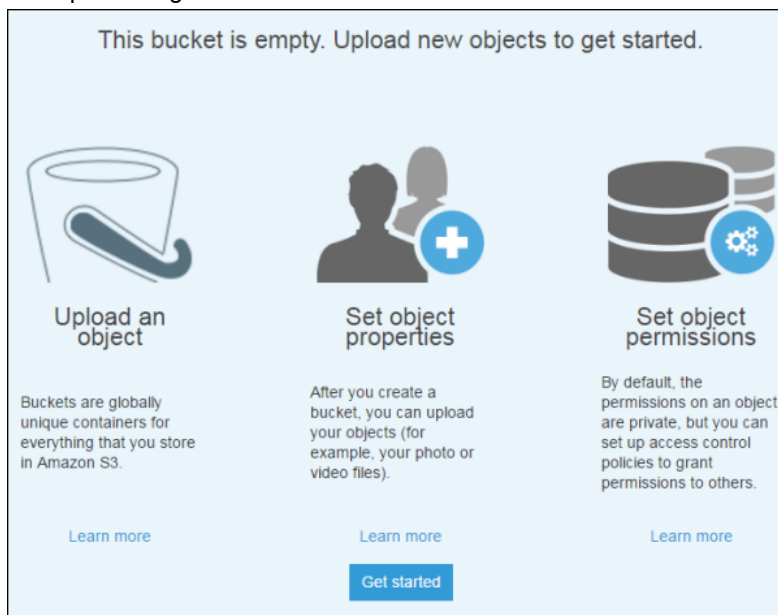 This bucket is empty. Upload new objects to get started.
Upload an
object
Buckets are globally
unique containers for
everything that you store
in Amazon S3.
Learn more
Set object
properties
After you create a
bucket, you can upload
your objects (for
example, your photo or
video files).
Learn more
Set object
permissions
By default, the
permissions on an object
are private, but you can
set up access control
policies to grant
permissions to others.
Learn more
Get started